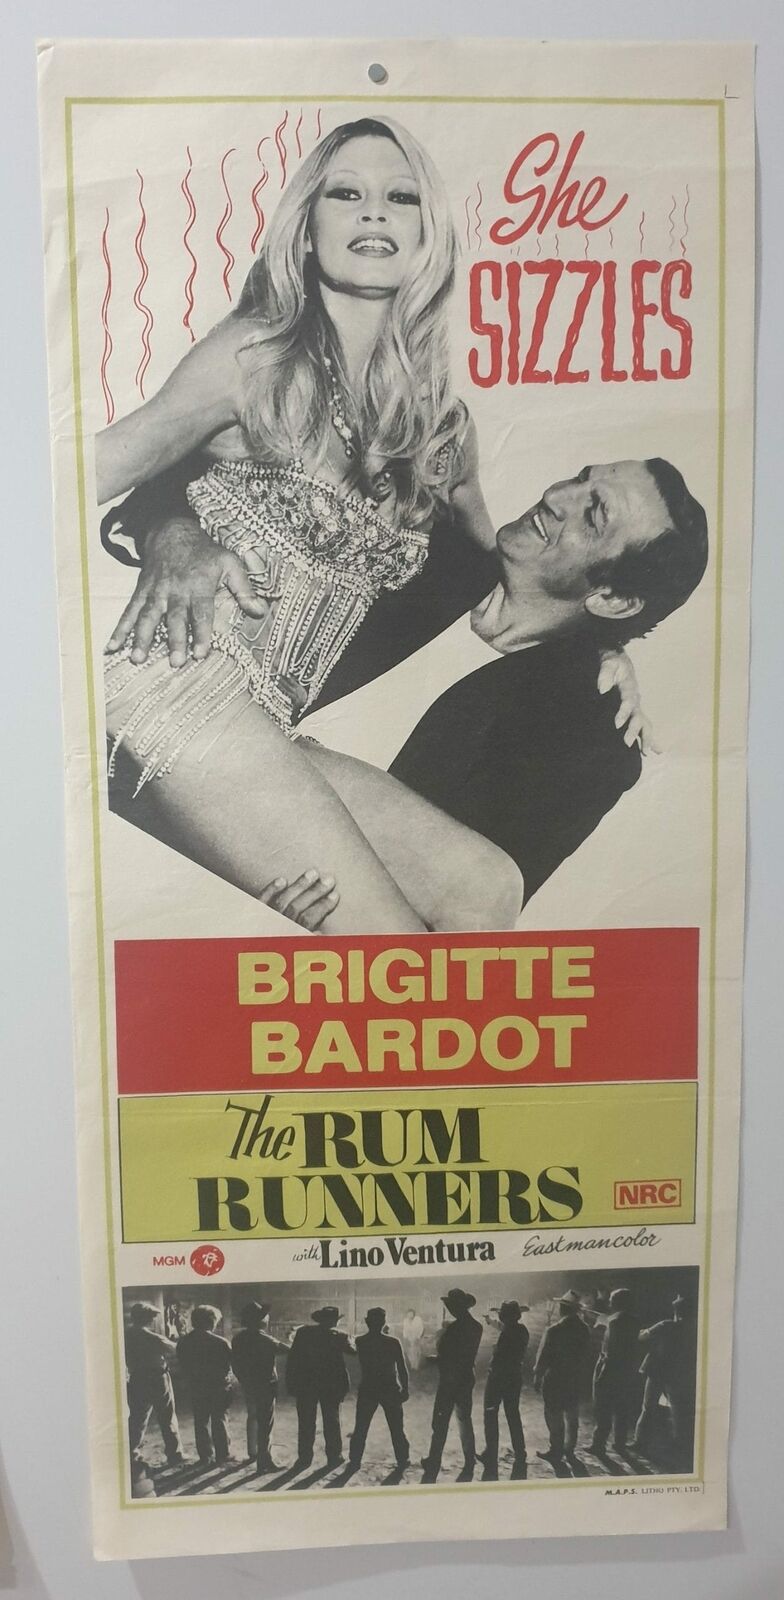 She
SIZZLES
BRIGITTE
BARDOT
The RUM
RUNNERS
NRC
MGM
with Lino Ventura
Eastmancolor
M.A.P.S. LITHO PTY. LTD.